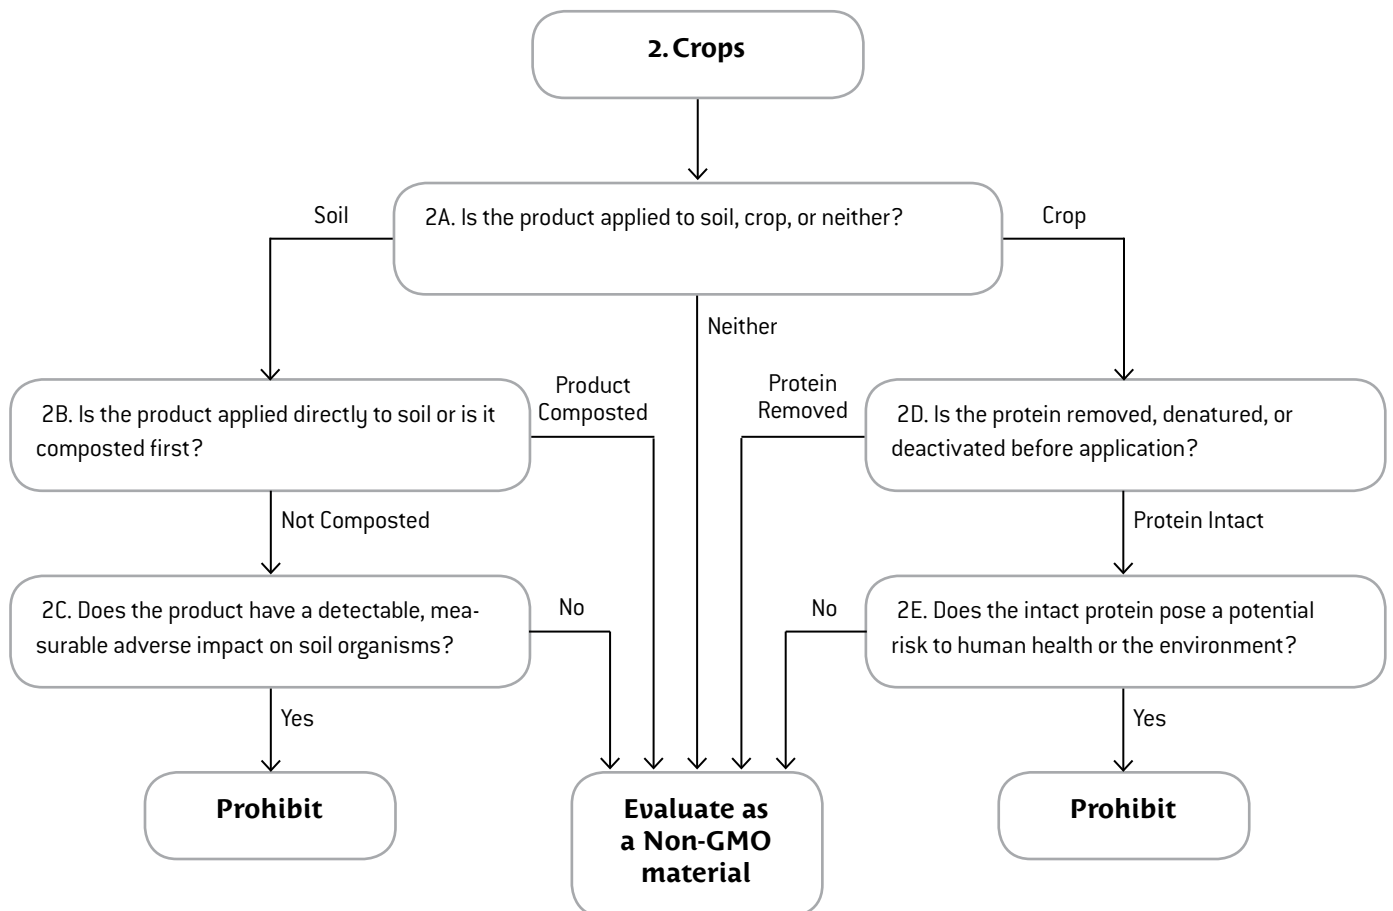 2. Crops
2A. Is the product applied to soil, crop, or neither?
Soil
Crop
Neither
2B. Is the product applied directly to soil or is it
composted first?
Product
Composted
Protein
Removed
2D. Is the protein removed, denatured, or
deactivated before application?
Not Composted
Protein Intact
2C. Does the product have a detectable, mea-
surable adverse impact on soil organisms?
No
No
2E. Does the intact protein pose a potential
risk to human health or the environment?
Yes
Yes
Prohibit
Evaluate as
a Non-GMO
material
Prohibit